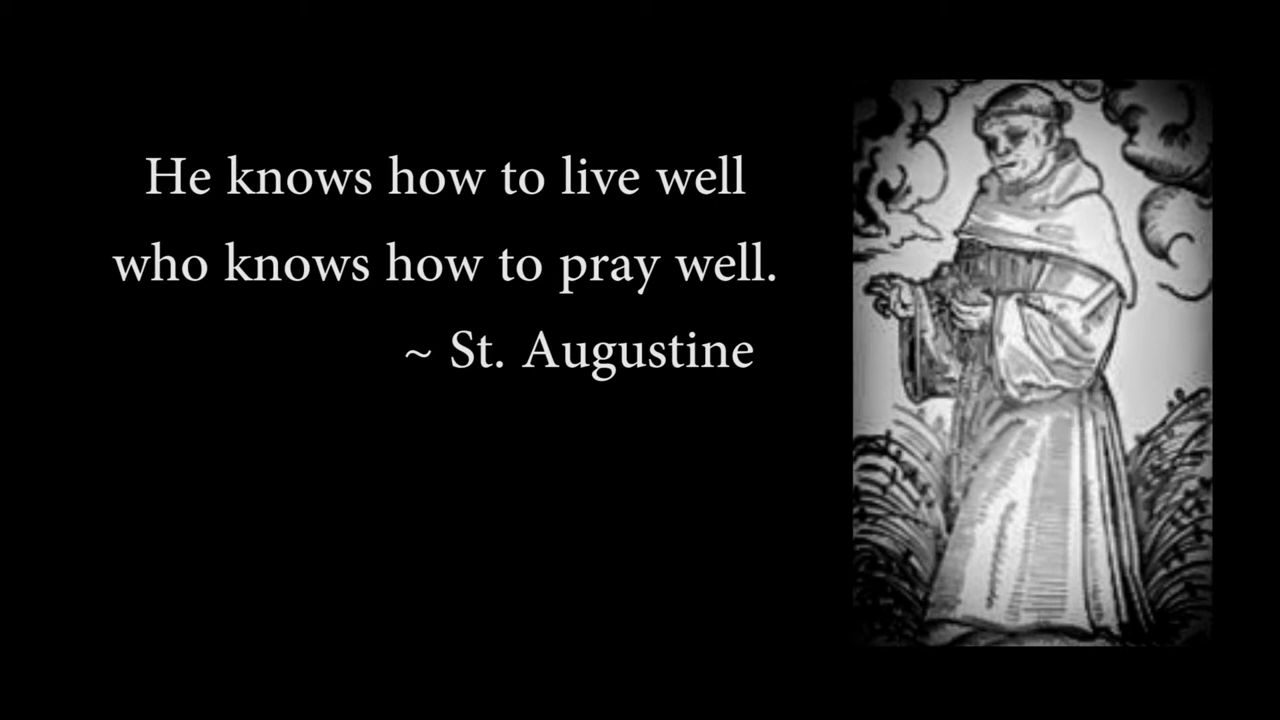 He knows how to live well
who knows how to pray well.
~ St. Augustine